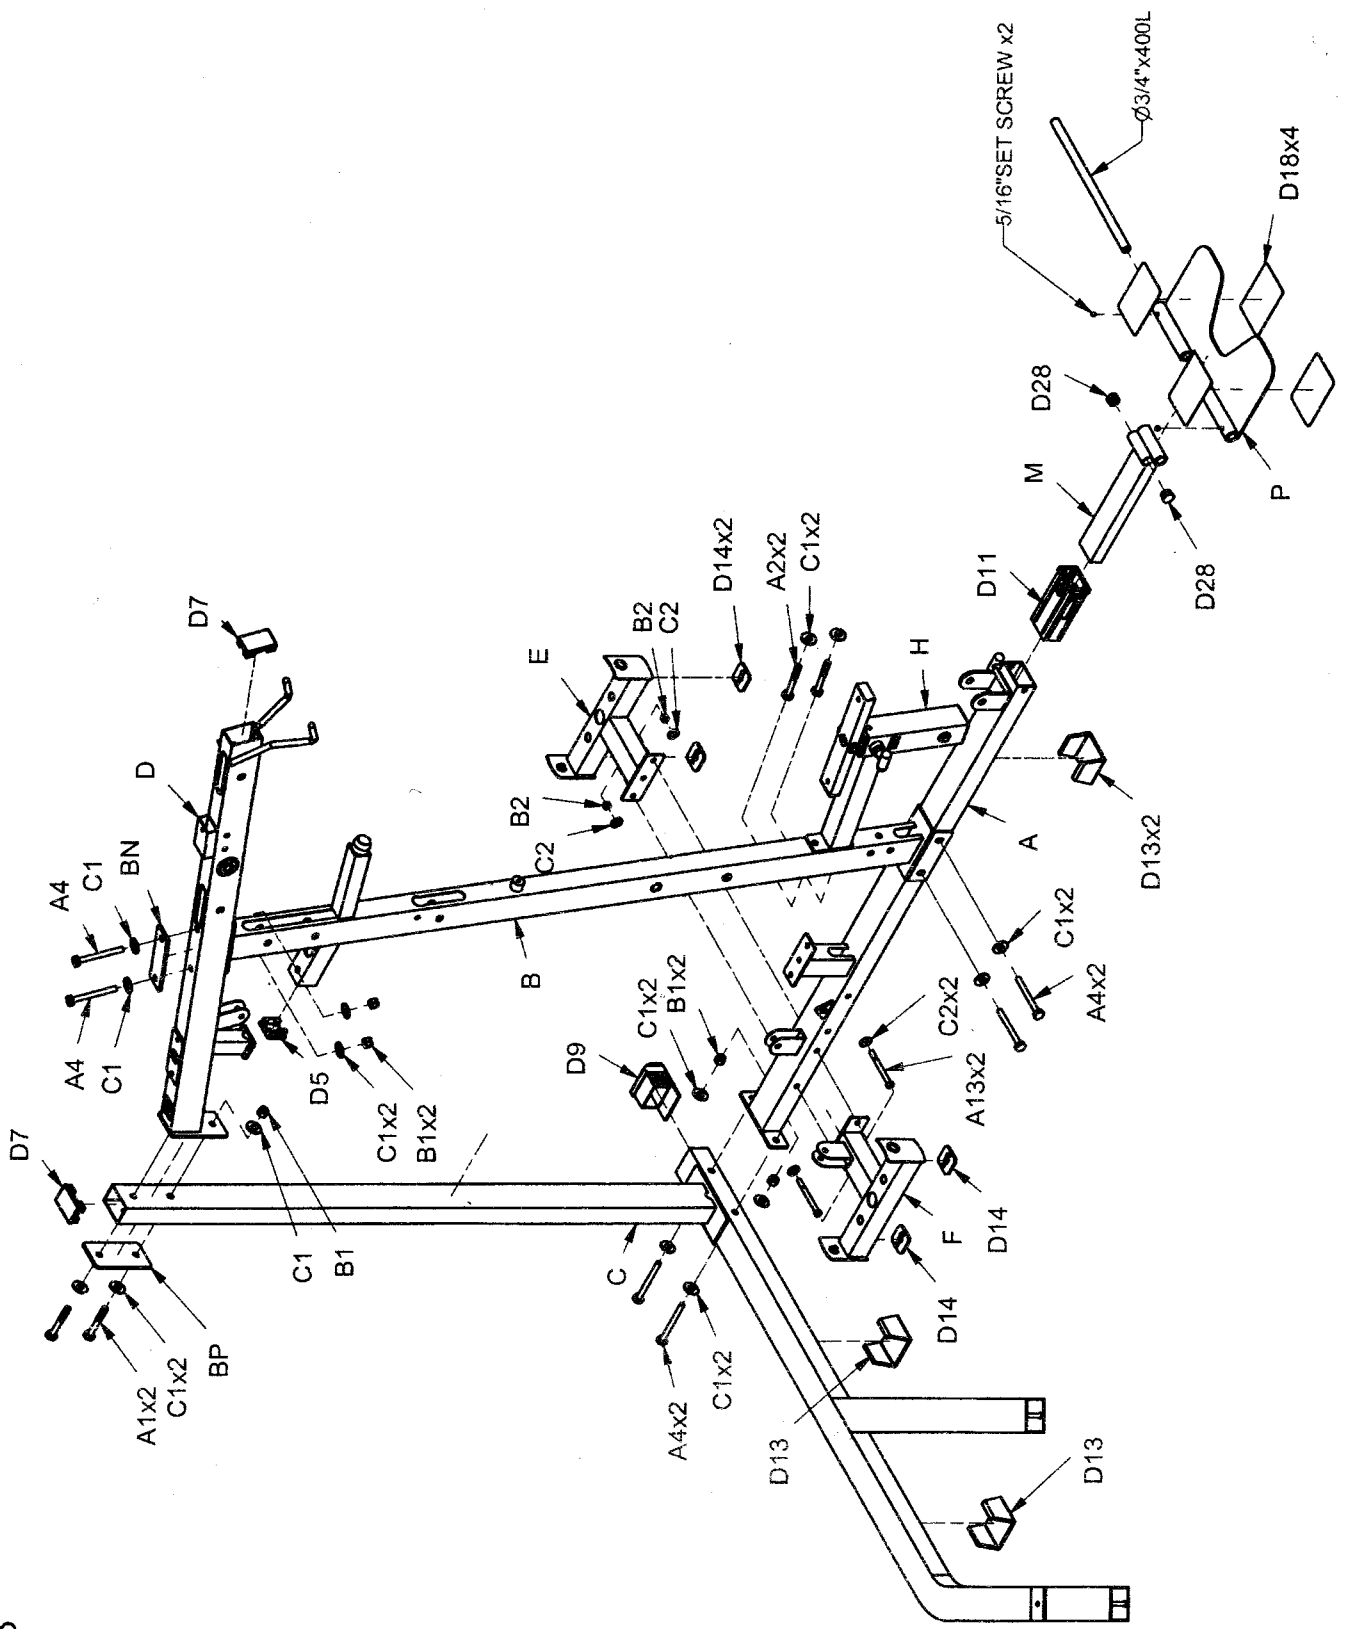 5/16"SET SCREW x2
Ø3/4"x400L
D18x4
D28
M
P
D28
D11
D7
D
E
B2
C2
D14x2
A2x2
C1x2
H
A4
C1
BN
B2
C2
B
A
D13x2
C1x2
A4x2
A4
C1
D5
C1x2
B1x2
D9
C1x2
B1x2
C2x2
A13x2
D7
C1
B1
C
F
D14
D14
A1x2
C1x2
BP
A4x2
C1x2
D13
D13